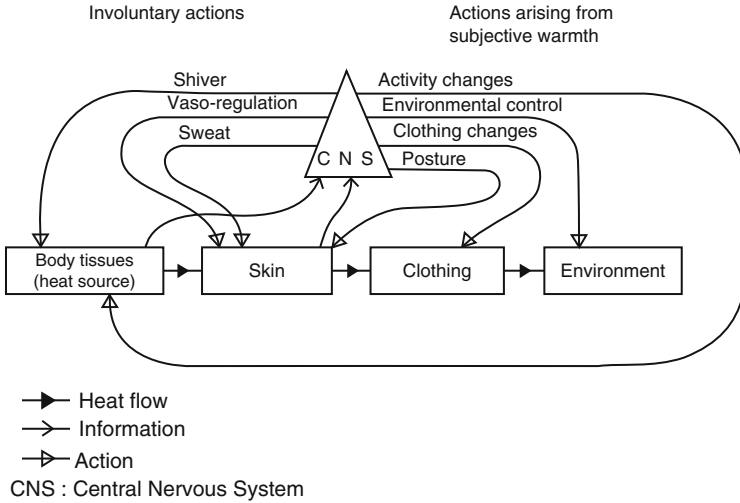 Involuntary actions
Actions arising from
subjective warmth
Shiver
Activity changes
Vaso-regulation
Environmental control
Sweat
Clothing changes
C N S
Posture
Body tissues
(heat source)
Skin
Clothing
Environment
Heat flow
Information
Action
CNS : Central Nervous System